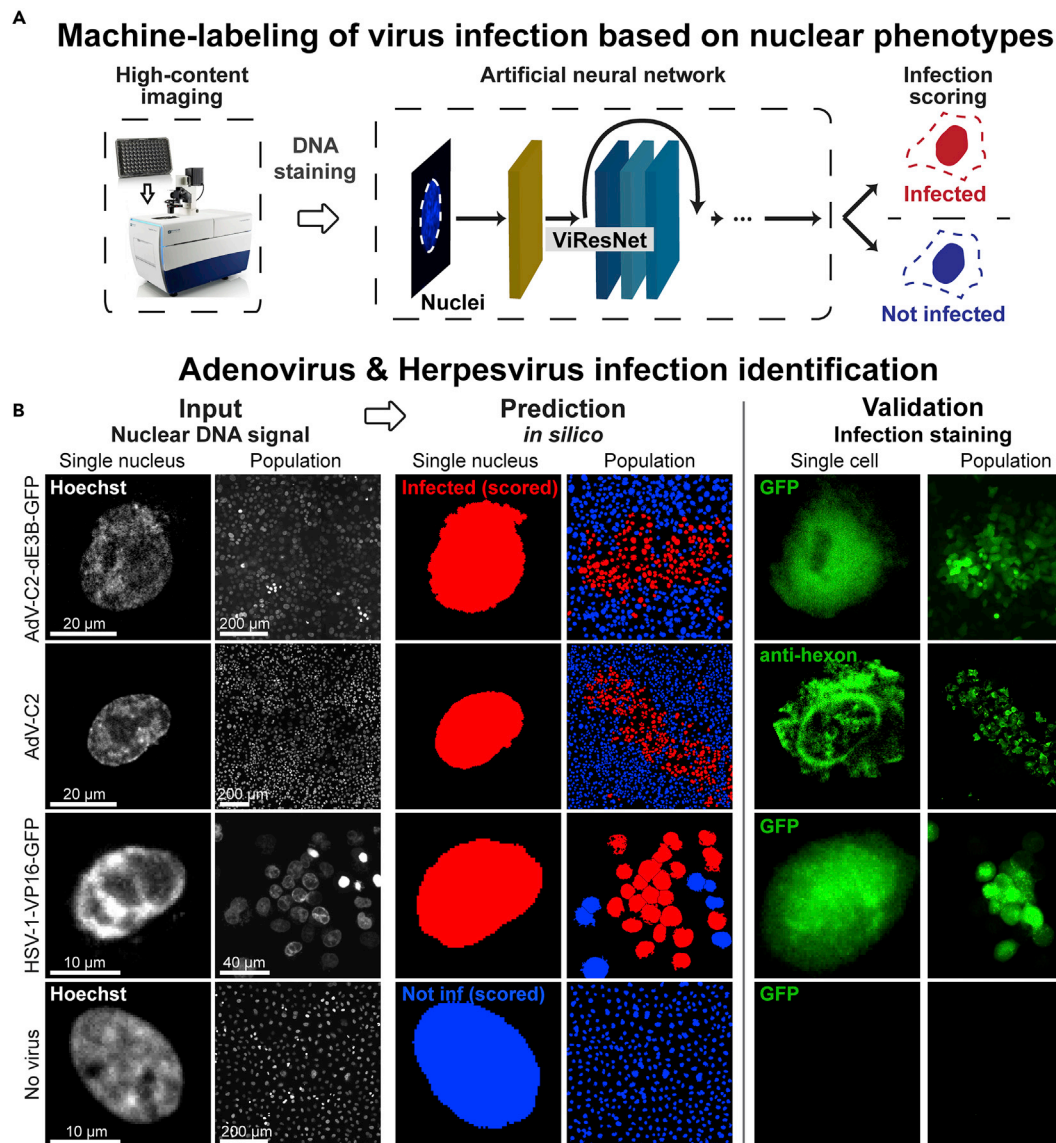 A
Machine-labeling of virus infection based on nuclear phenotypes
High-content
imaging
DNA
staining
Artificial neural network
Nuclei
ViResNet
...
Infection
scoring
Infected
Not infected
Adenovirus & Herpesvirus infection identification
B
Input
Nuclear DNA signal
Prediction
in silico
Validation
Infection staining
Single nucleus
Population
Single nucleus
Population
Single cell
Population
AdV-C2-dE3B-GFP
Hoechst
20 µm
200 µm
Infected (scored)
GFP
AdV-C2
20 µm
200 µm
anti-hexon
HSV-1-VP16-GFP
10 µm
40 µm
GFP
No virus
Hoechst
10 µm
200 µm
Not inf (scored)
GFP